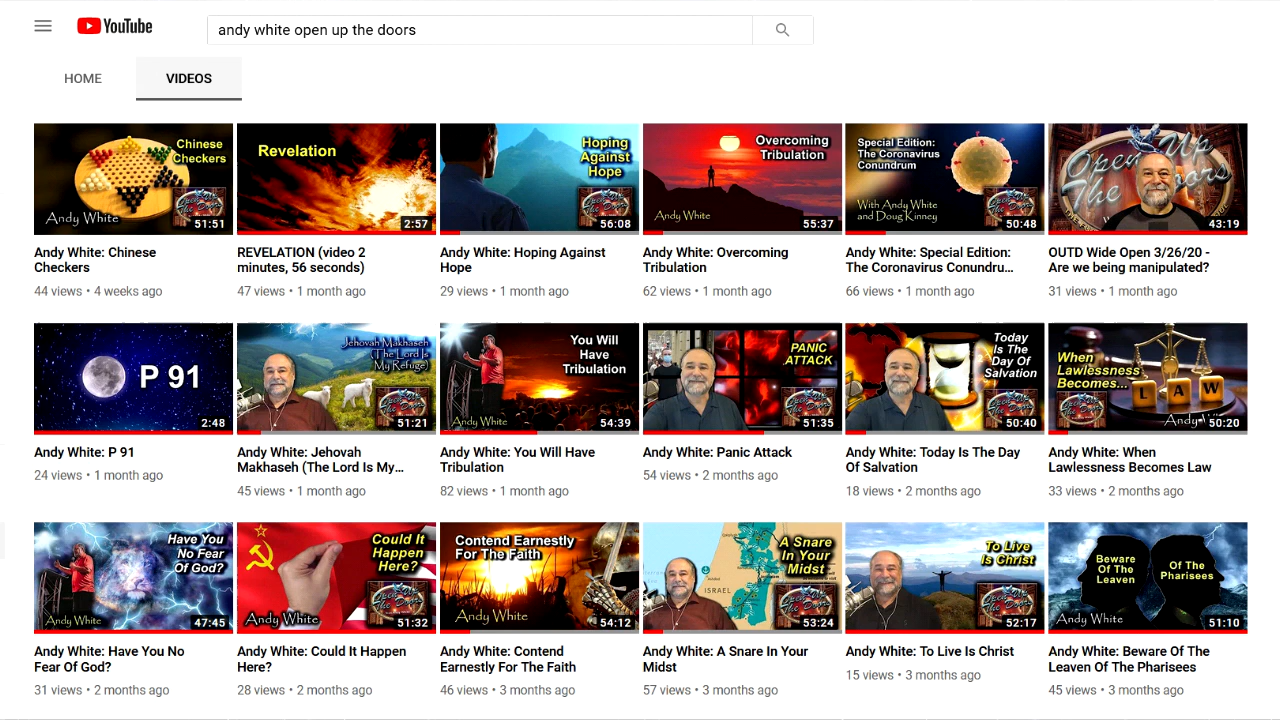 YouTube
andy white open up the doors
HOME
VIDEOS
Chinese
Checkers
Andy White
51:51
Revelation
2:57
Hoping
Against
Hope
56:08
Overcoming
Tribulation
Andy White
55:37
Special Edition:
The Coronavirus
Conundrum
With Andy White
and Doug Kinney
50:48
Open Up
The Doors
43:19
Andy White: Chinese
Checkers
44 views • 4 weeks ago
REVELATION (video 2
minutes, 56 seconds)
47 views • 1 month ago
Andy White: Hoping Against
Hope
29 views • 1 month ago
Andy White: Overcoming
Tribulation
62 views • 1 month ago
Andy White: Special Edition:
The Coronavirus Conundru...
66 views • 1 month ago
OUTD Wide Open 3/26/20 -
Are we being manipulated?
31 views • 1 month ago
P 91
2:48
Jehovah Makhaseh
(The Lord Is
My Refuge)
51:21
You Will
Have
Tribulation
Andy White
54:39
PANIC
ATTACK
51:35
Today
Is The
Day Of
Salvation
50:40
When
Lawlessness
Becomes...
LAW
50:20
Andy White: P 91
24 views • 1 month ago
Andy White: Jehovah
Makhaseh (The Lord Is My...
45 views • 1 month ago
Andy White: You Will Have
Tribulation
82 views • 1 month ago
Andy White: Panic Attack
54 views • 2 months ago
Andy White: Today Is The Day
Of Salvation
18 views • 2 months ago
Andy White: When
Lawlessness Becomes Law
33 views • 2 months ago
Have You
No Fear
Of God?
Andy White
47:45
Could It
Happen
Here?
Andy White
51:32
Contend Earnestly
For The Faith
Andy White
54:12
A Snare
In Your
Midst
ISRAEL
53:24
To Live
Is Christ
52:17
Beware
Of The
Leaven
Of The
Pharisees
Andy White
51:10
Andy White: Have You No
Fear Of God?
31 views • 2 months ago
Andy White: Could It Happen
Here?
28 views • 2 months ago
Andy White: Contend
Earnestly For The Faith
46 views • 3 months ago
Andy White: A Snare In Your
Midst
57 views • 3 months ago
Andy White: To Live Is Christ
15 views • 3 months ago
Andy White: Beware Of The
Leaven Of The Pharisees
45 views • 3 months ago